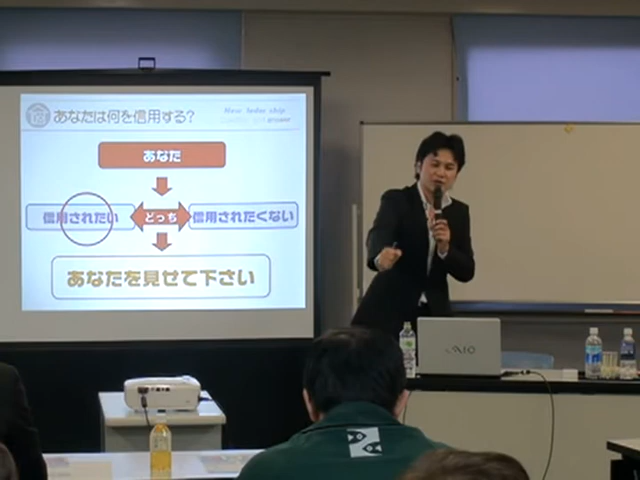 あなたは何を信用する?
あなた
信用されたい
どっち
信用されたくない
あなたを見せて下さい
VAIO